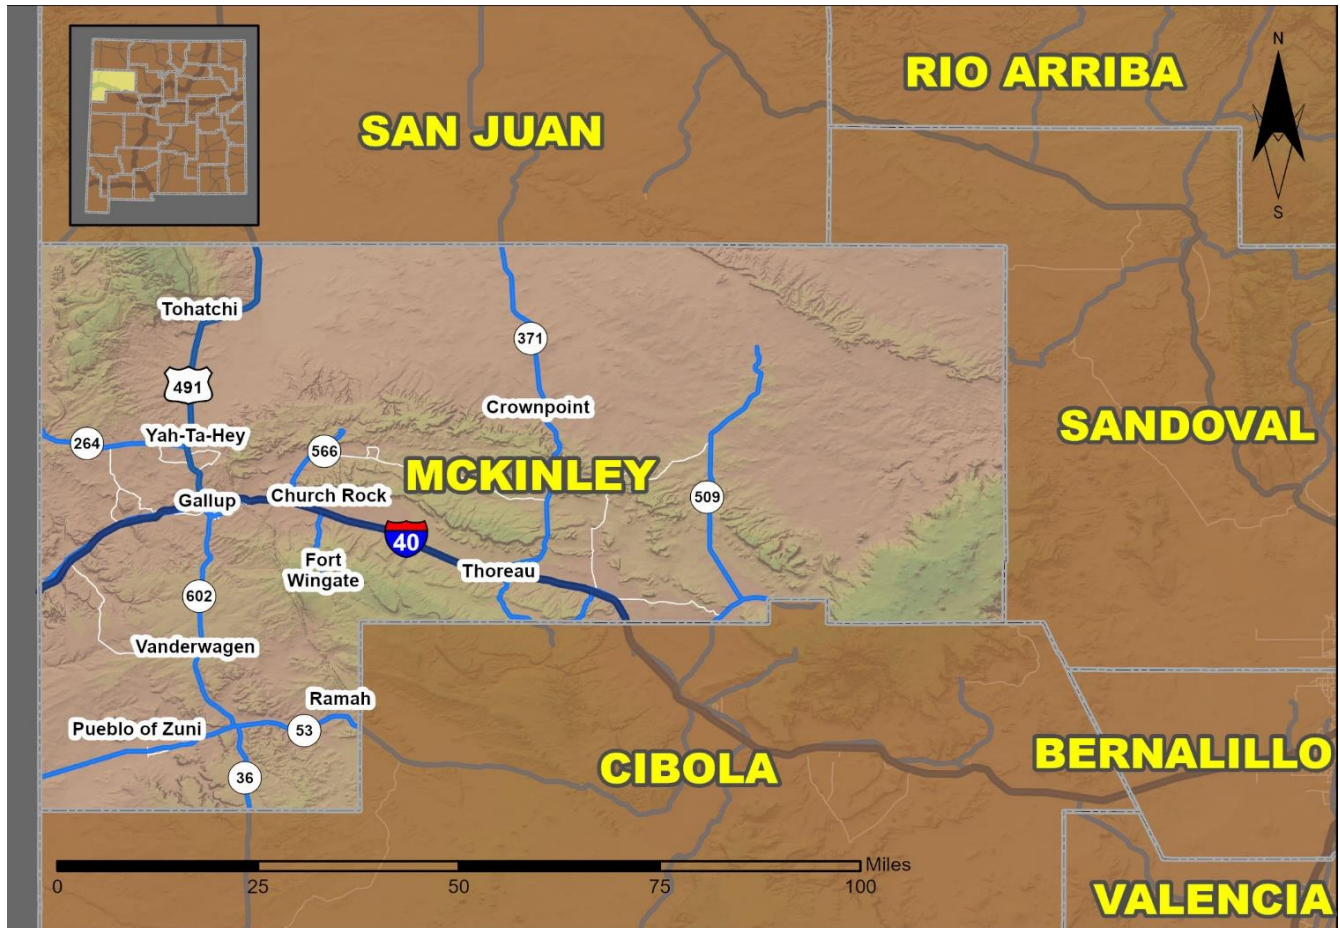 N
RIO ARRIBA
SAN JUAN
S
Tohatchi
371
491
Crownpoint
SANDOVAL
264
Yah-Ta-Hey
566
MCKINLEY
Gallup
Church Rock
509
40
Fort
Wingate
Thoreau
602
Vanderwagen
Ramah
Pueblo of Zuni
53
BERNALILLO
CIBOLA
36
Miles
0
25
50
75
100
VALENCIA